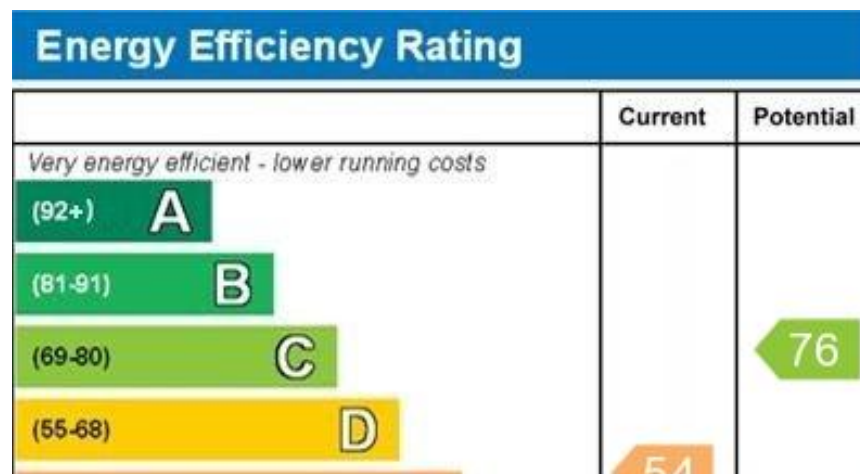 Energy Efficiency Rating
Current Potential
Very energy efficient - lower running costs
(92+) A
(81-91) B
(69-80) C
76
(55-68) D
54